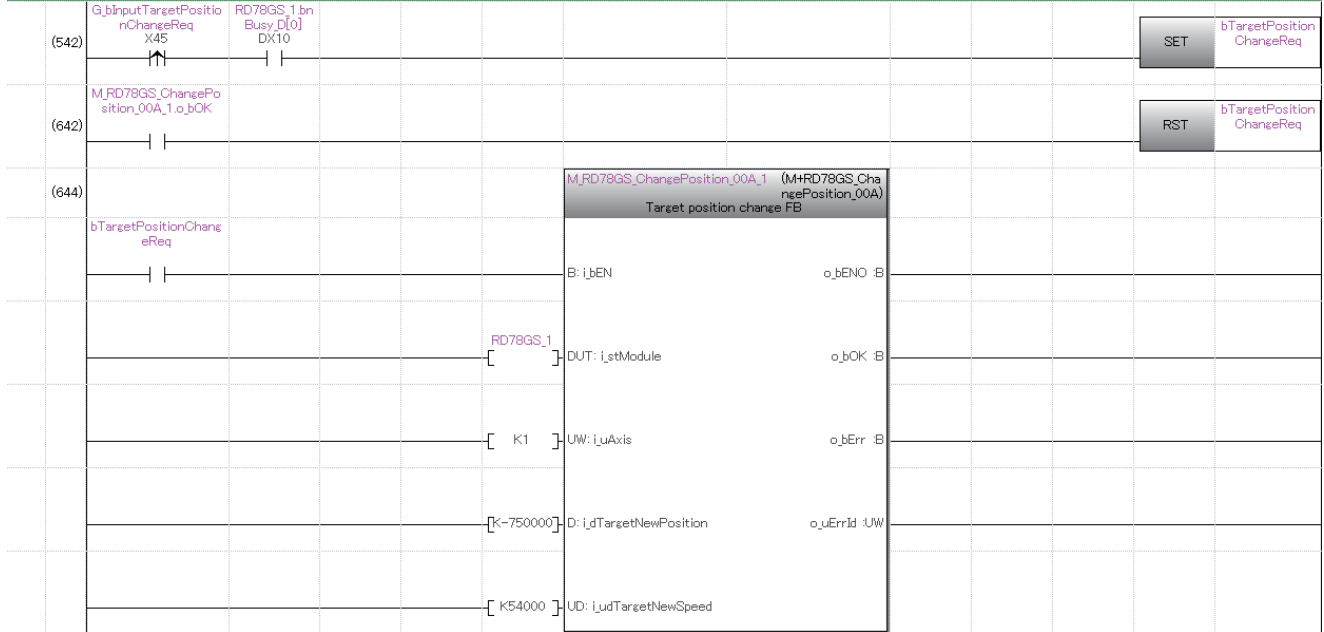 G_bInputTargetPositio
nChangeReq
X45
RD78GS_1.bn
Busy_D[0]
DX10
(542)
SET
bTargetPosition
ChangeReq
M_RD78GS_ChangePo
sition_00A_1.o_bOK
(642)
RST
bTargetPosition
ChangeReq
(644)
M_RD78GS_ChangePosition_00A_1
(M+RD78GS_Cha
ngePosition_00A)
Target position change FB
bTargetPositionChang
eReq
B: i_bEN
o_bENO :B
RD78GS_1
DUT: i_stModule
o_bOK :B
K1
UW: i_uAxis
o_bErr :B
K-750000
D: i_dTargetNewPosition
o_uErrId :UW
K54000
UD: i_udTargetNewSpeed